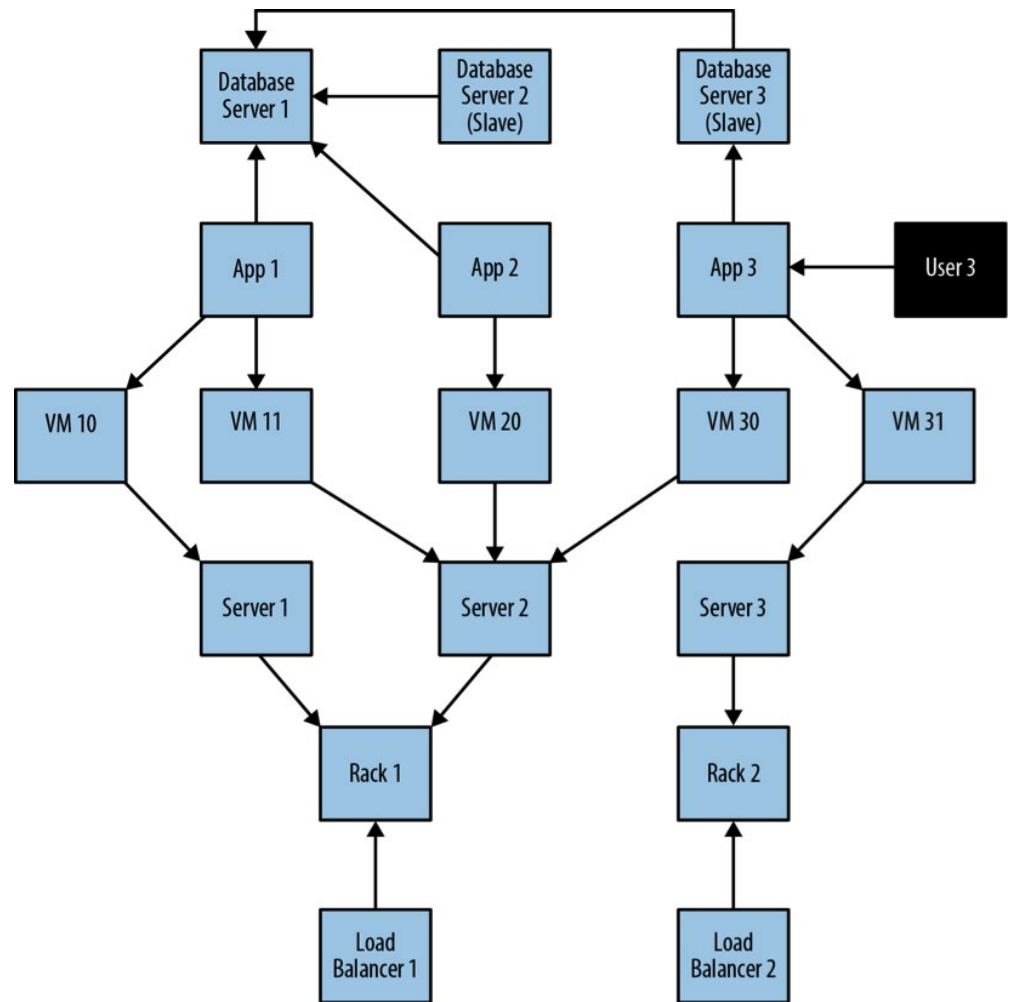 Database
Server 1
Database
Server 2
(Slave)
Database
Server 3
(Slave)
App 1
App 2
App 3
User 3
VM 10
VM 11
VM 20
VM 30
VM 31
Server 1
Server 2
Server 3
Rack 1
Rack 2
Load
Balancer 1
Load
Balancer 2